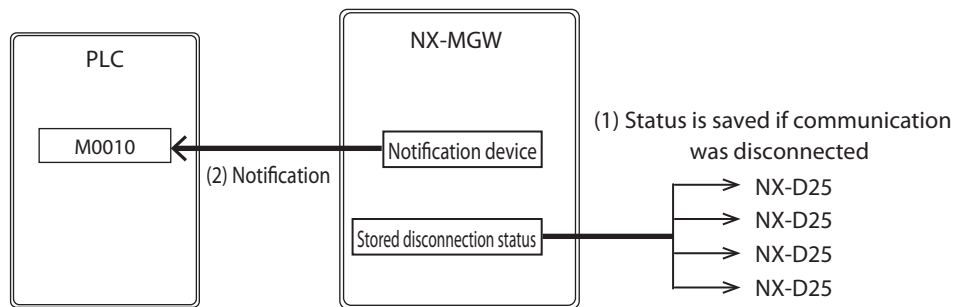 PLC
M0010
(2) Notification
NX-MGW
Notification device
Stored disconnection status
(1) Status is saved if communication
was disconnected
NX-D25
NX-D25
NX-D25
NX-D25